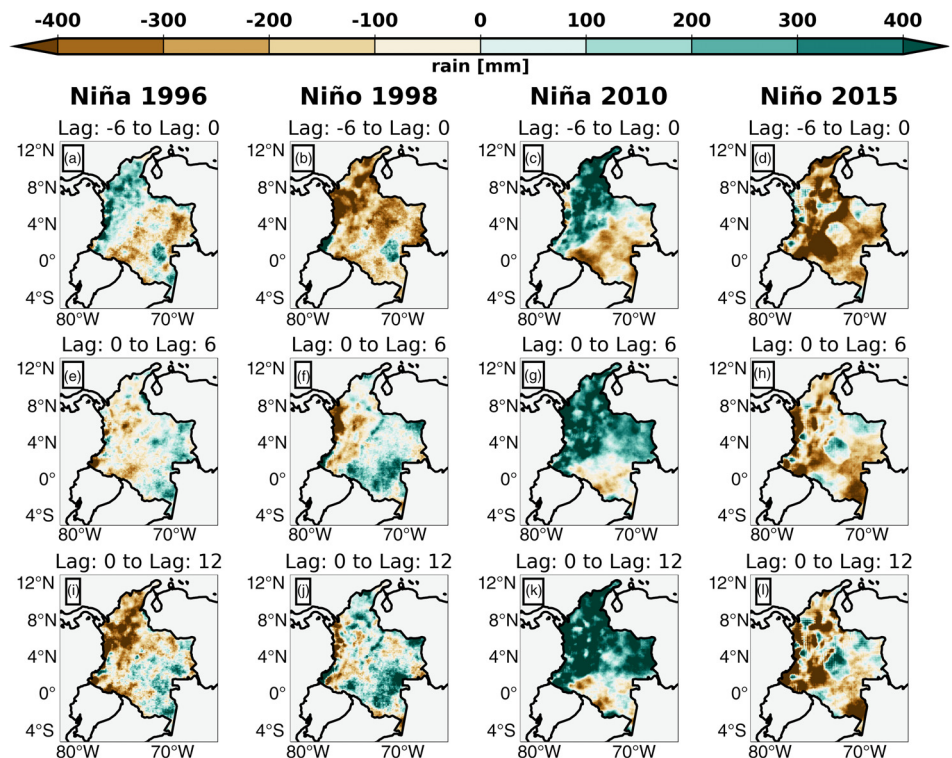 -400 -300 -200 -100 0 100 200 300 400
rain [mm]
Niña 1996 Niño 1998 Niña 2010 Niño 2015
Lag: -6 to Lag: 0 Lag: -6 to Lag: 0 Lag: -6 to Lag: 0 Lag: -6 to Lag: 0
12°N (a) 12°N (b) 12°N (c) 12°N (d)
8°N 8°N 8°N 8°N
4°N 4°N 4°N 4°N
0° 0° 0° 0°
4°S 4°S 4°S 4°S
80°W 70°W 80°W 70°W 80°W 70°W 80°W 70°W
Lag: 0 to Lag: 6 Lag: 0 to Lag: 6 Lag: 0 to Lag: 6 Lag: 0 to Lag: 6
12°N (e) 12°N (f) 12°N (g) 12°N (h)
8°N 8°N 8°N 8°N
4°N 4°N 4°N 4°N
0° 0° 0° 0°
4°S 4°S 4°S 4°S
80°W 70°W 80°W 70°W 80°W 70°W 80°W 70°W
Lag: 0 to Lag: 12 Lag: 0 to Lag: 12 Lag: 0 to Lag: 12 Lag: 0 to Lag: 12
12°N (i) 12°N (j) 12°N (k) 12°N (l)
8°N 8°N 8°N 8°N
4°N 4°N 4°N 4°N
0° 0° 0° 0°
4°S 4°S 4°S 4°S
80°W 70°W 80°W 70°W 80°W 70°W 80°W 70°W